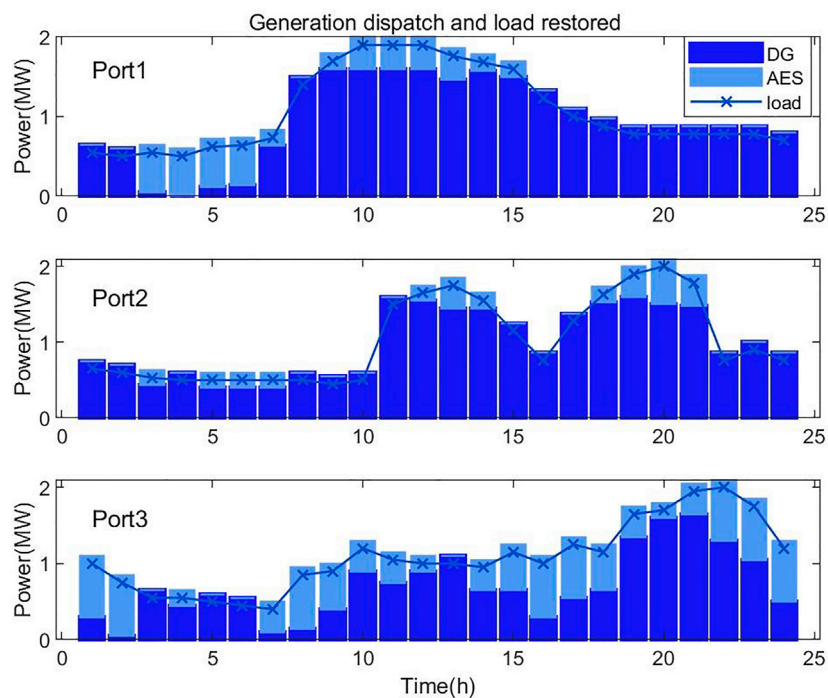 Generation dispatch and load restored
Port1
DG
AES
load
Power(MW)
2
1
0
0 5 10 15 20 25
Port2
Power(MW)
2
1
0
0 5 10 15 20 25
Port3
Power(MW)
2
1
0
0 5 10 15 20 25
Time(h)